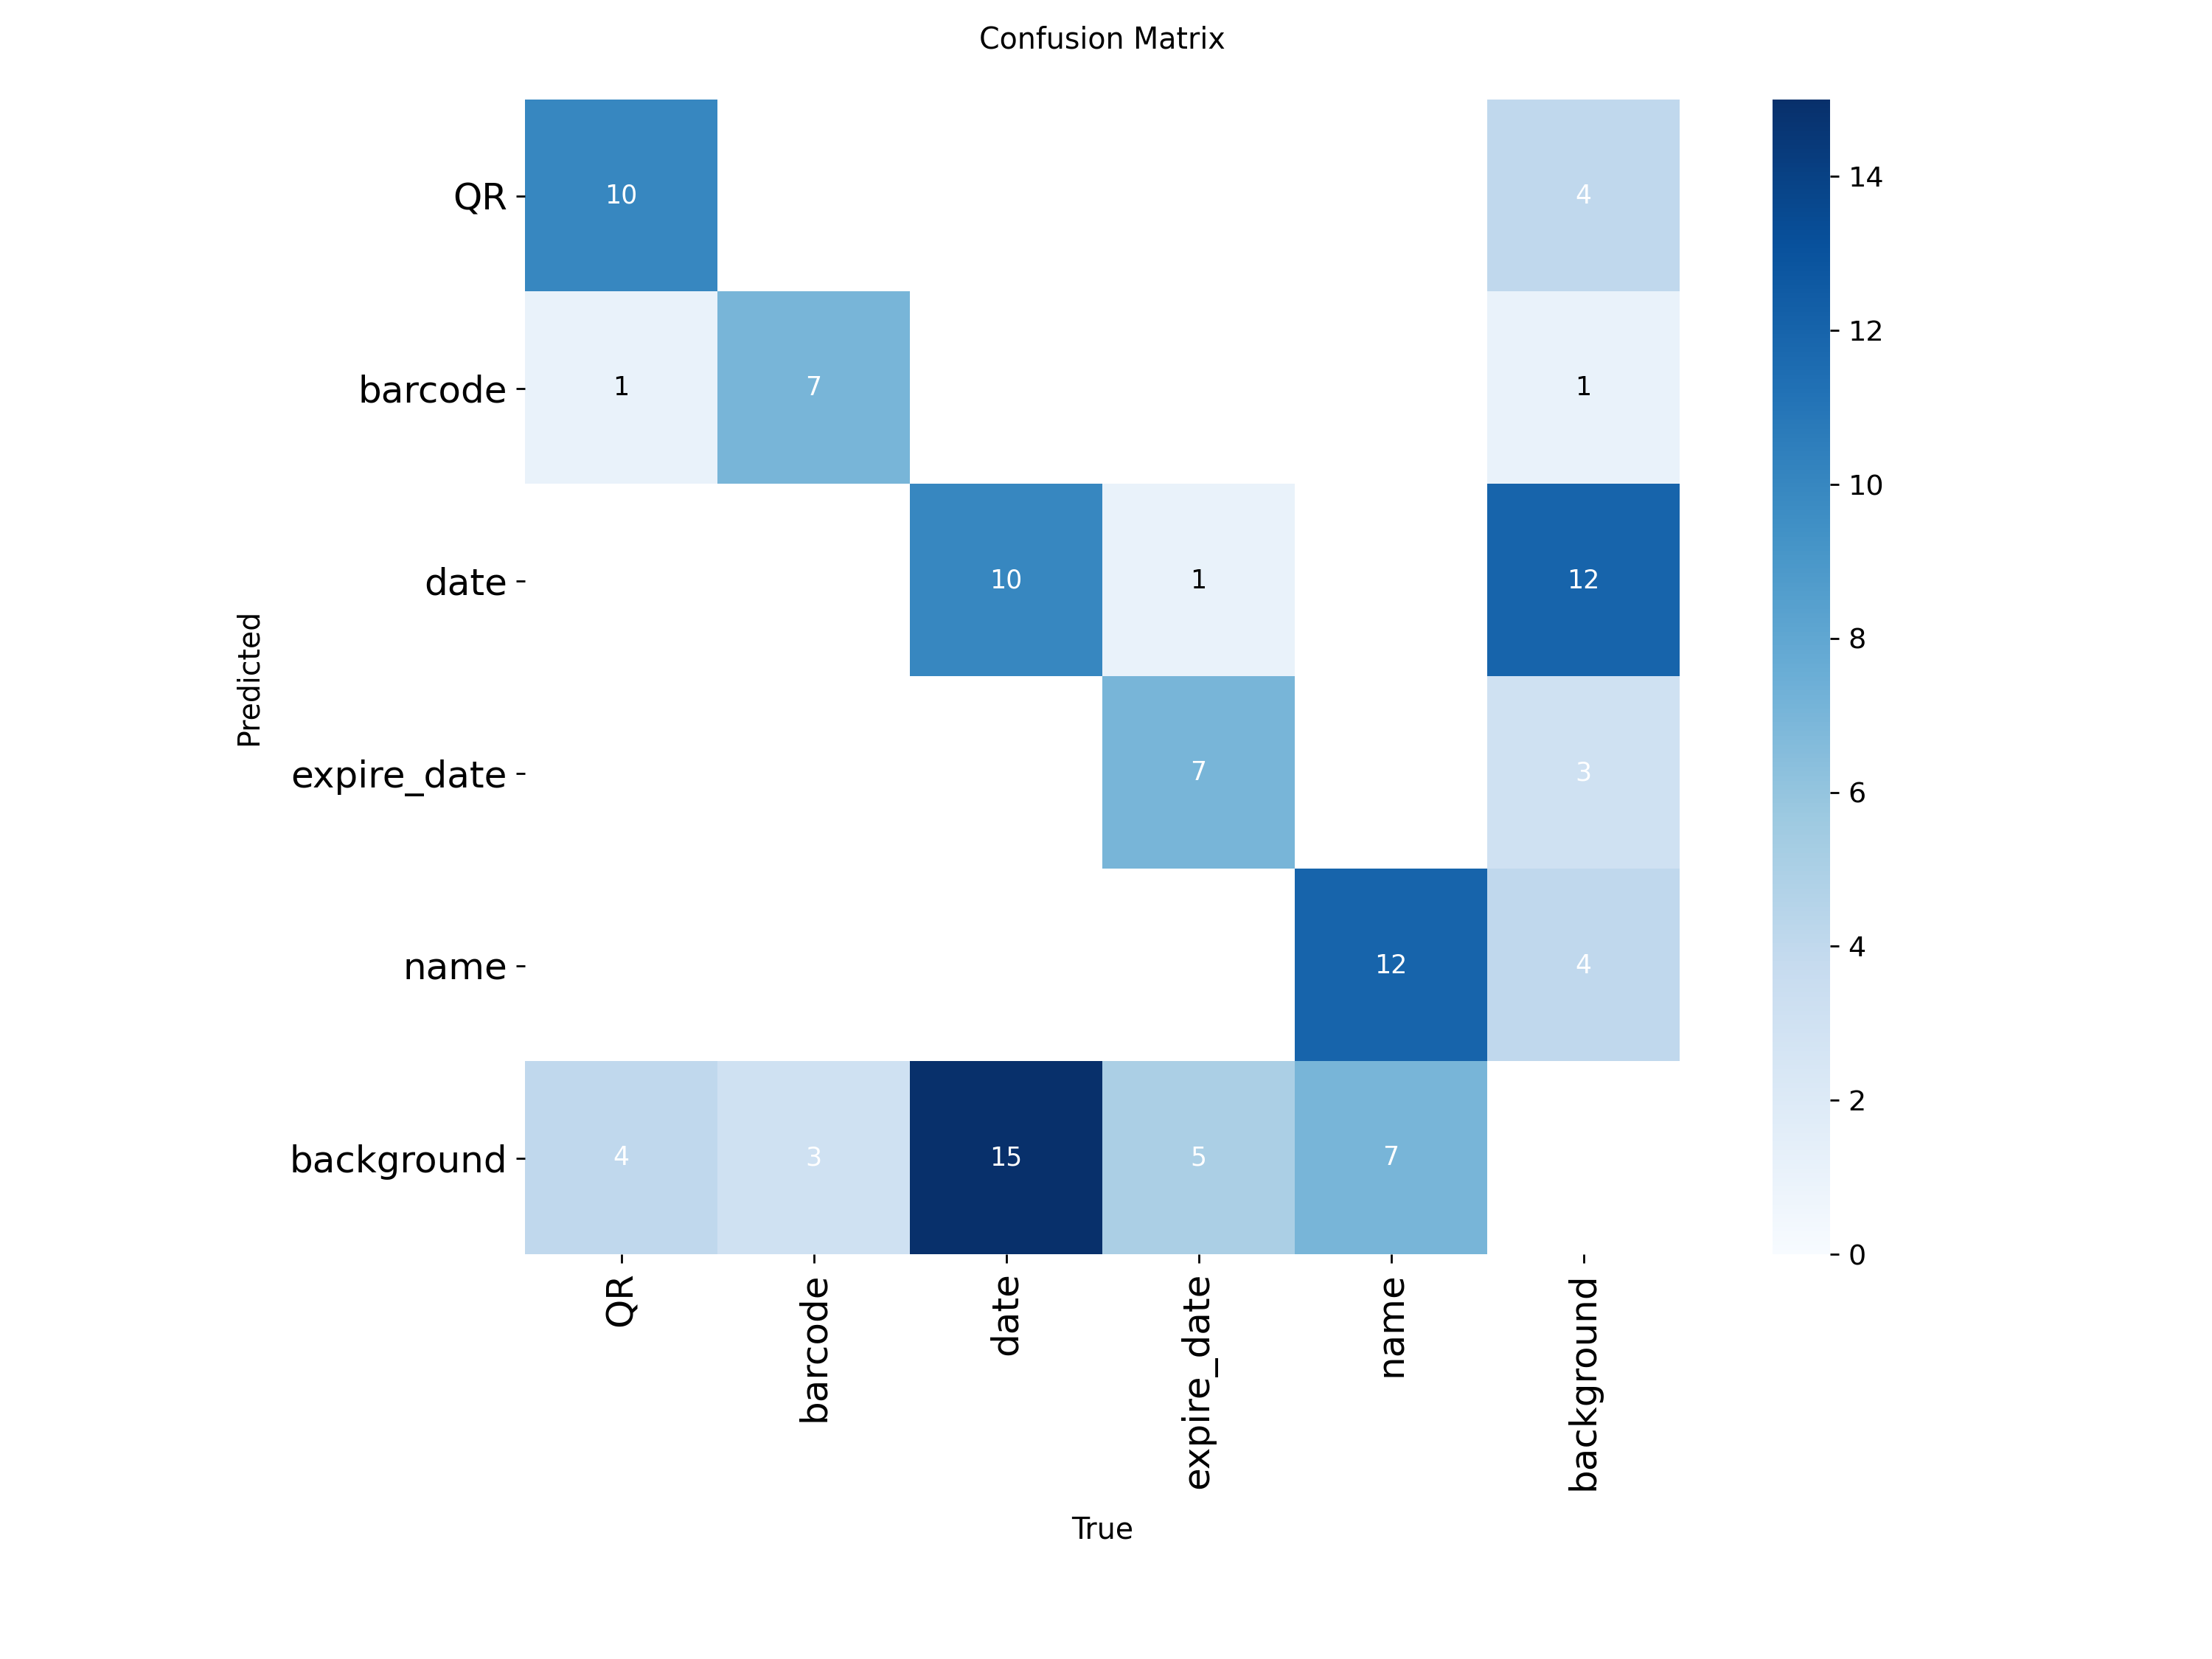 Confusion Matrix
QR 10 4
barcode 1 7 1
date 10 1 12
expire_date 7 3
name 12 4
background 4 3 15 5 7
QR barcode date expire_date name background
Predicted
True
14
12
10
8
6
4
2
0